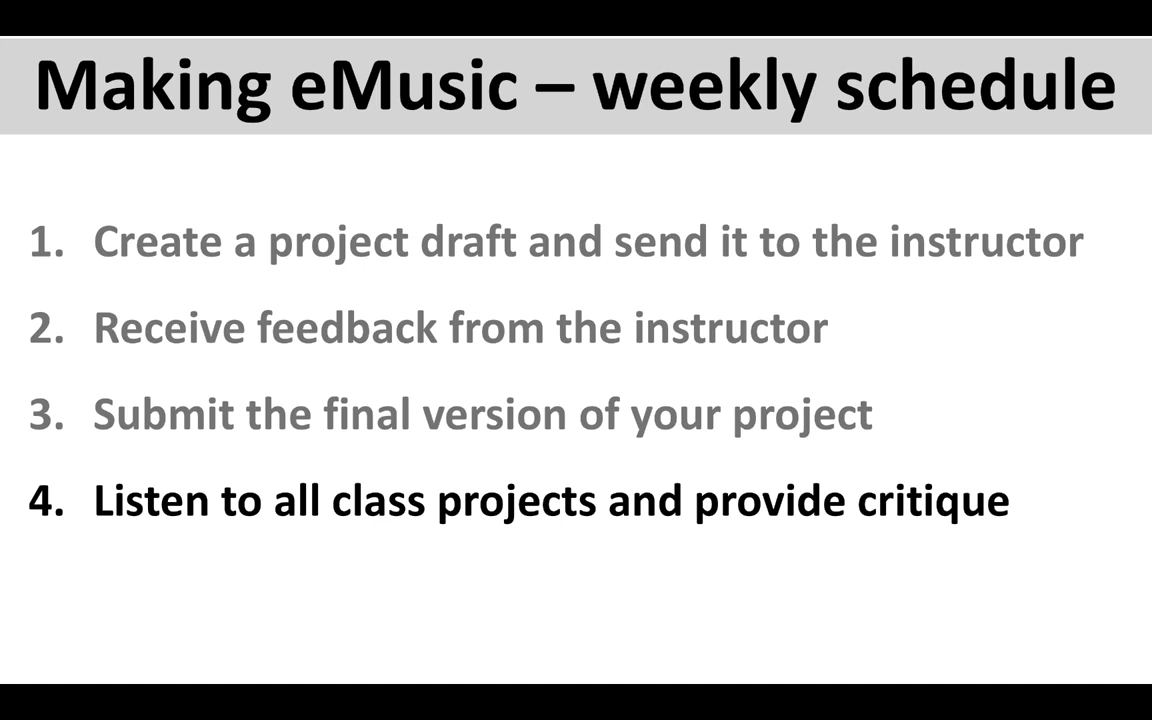 Making eMusic – weekly schedule
1. Create a project draft and send it to the instructor
2. Receive feedback from the instructor
3. Submit the final version of your project
4. Listen to all class projects and provide critique